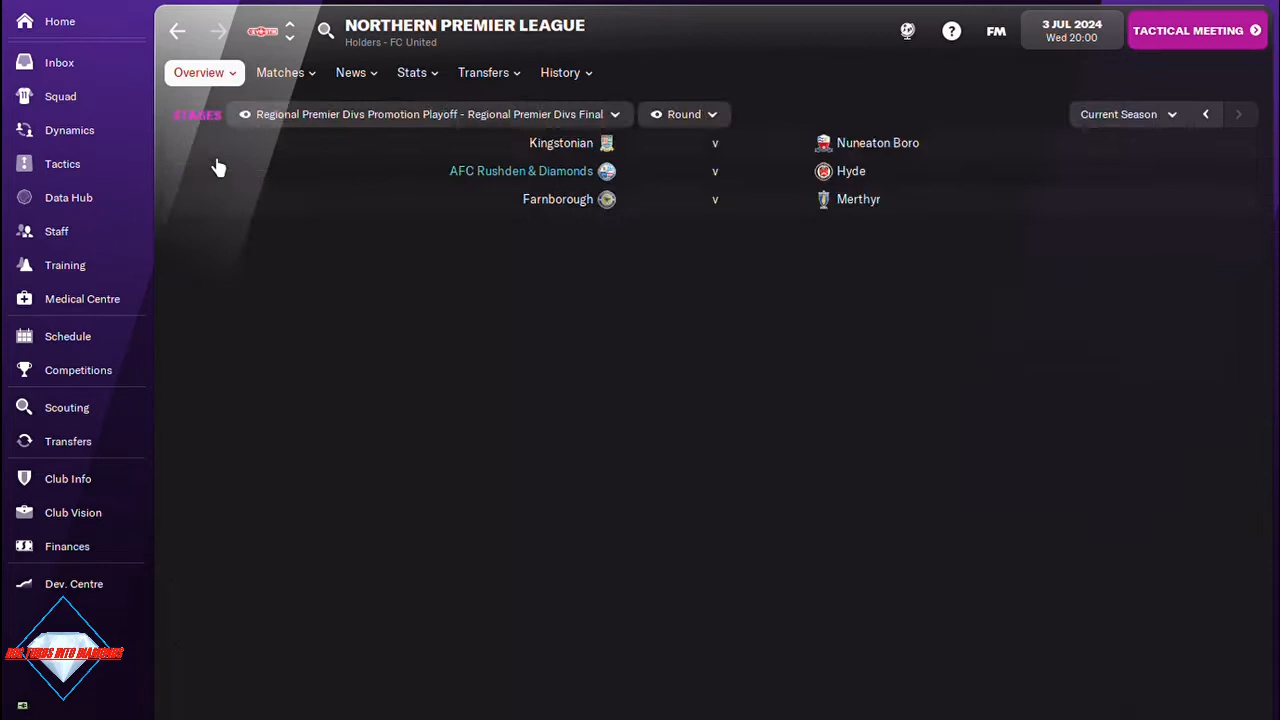 Home
Inbox
Squad
Dynamics
Tactics
Data Hub
Staff
Training
Medical Centre
Schedule
Competitions
Scouting
Transfers
Club Info
Club Vision
Finances
Dev. Centre
NORTHERN PREMIER LEAGUE
Holders - FC United
FM
3 JUL 2024
Wed 20:00
TACTICAL MEETING
Overview Matches News Stats Transfers History
STAGES Regional Premier Divs Promotion Playoff - Regional Premier Divs Final Round Current Season
Kingstonian v Nuneaton Boro
AFC Rushden & Diamonds v Hyde
Farnborough v Merthyr
TURDS INTO DIAMONDS